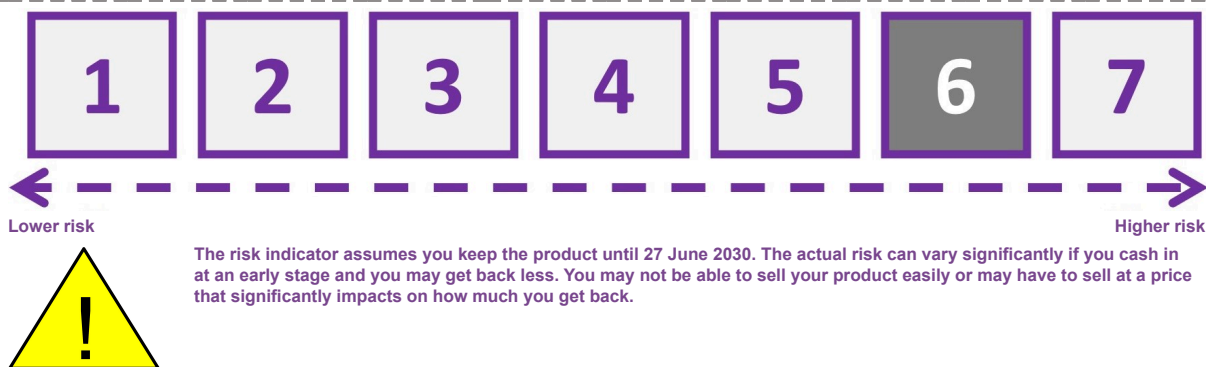 1 2 3 4 5 6 7
Lower risk Higher risk
The risk indicator assumes you keep the product until 27 June 2030. The actual risk can vary significantly if you cash in
at an early stage and you may get back less. You may not be able to sell your product easily or may have to sell at a price
that significantly impacts on how much you get back.
!